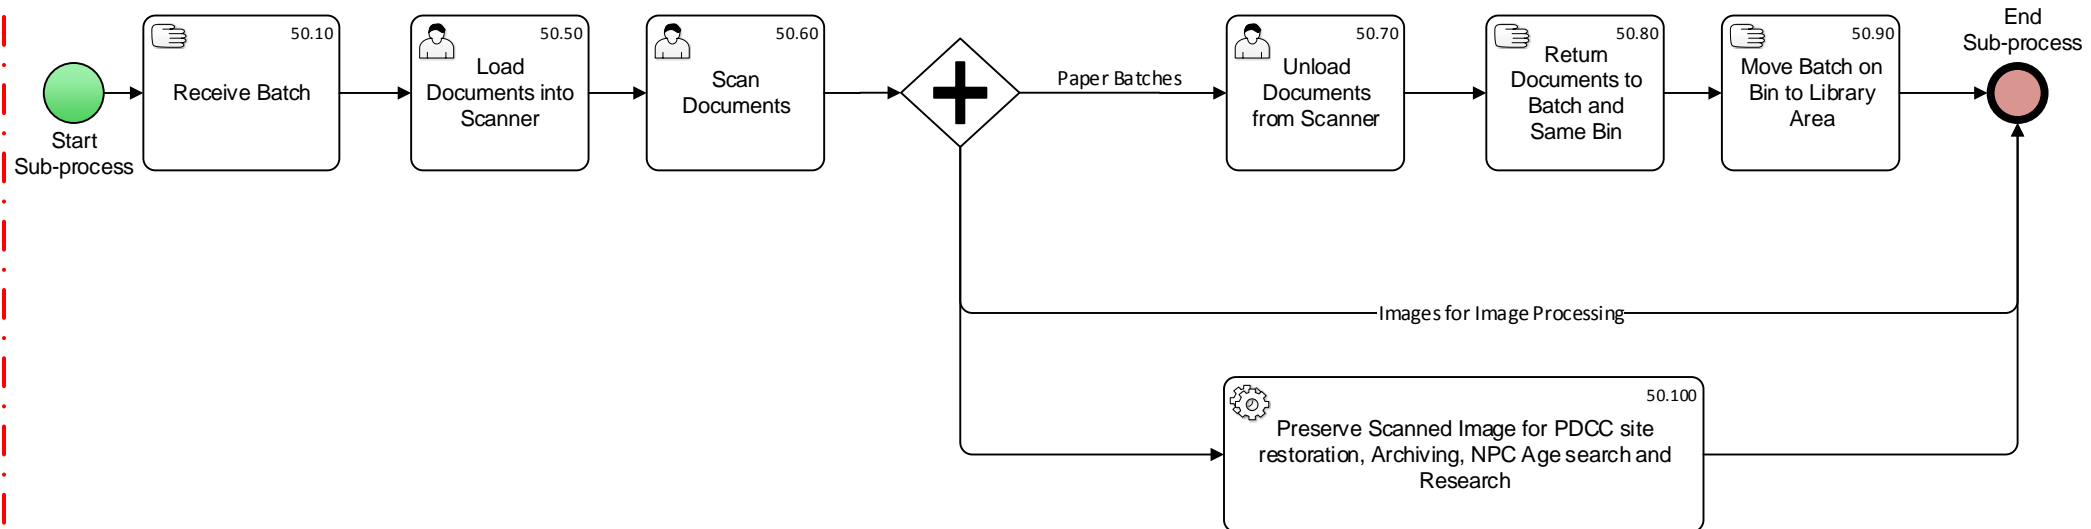 Start
Sub-process
50.10
Receive Batch
50.50
Load
Documents into
Scanner
50.60
Scan
Documents
Paper Batches
50.70
Unload
Documents
from Scanner
50.80
Return
Documents to
Batch and
Same Bin
50.90
Move Batch on
Bin to Library
Area
End
Sub-process
Images for Image Processing
50.100
Preserve Scanned Image for PDCC site
restoration, Archiving, NPC Age search and
Research